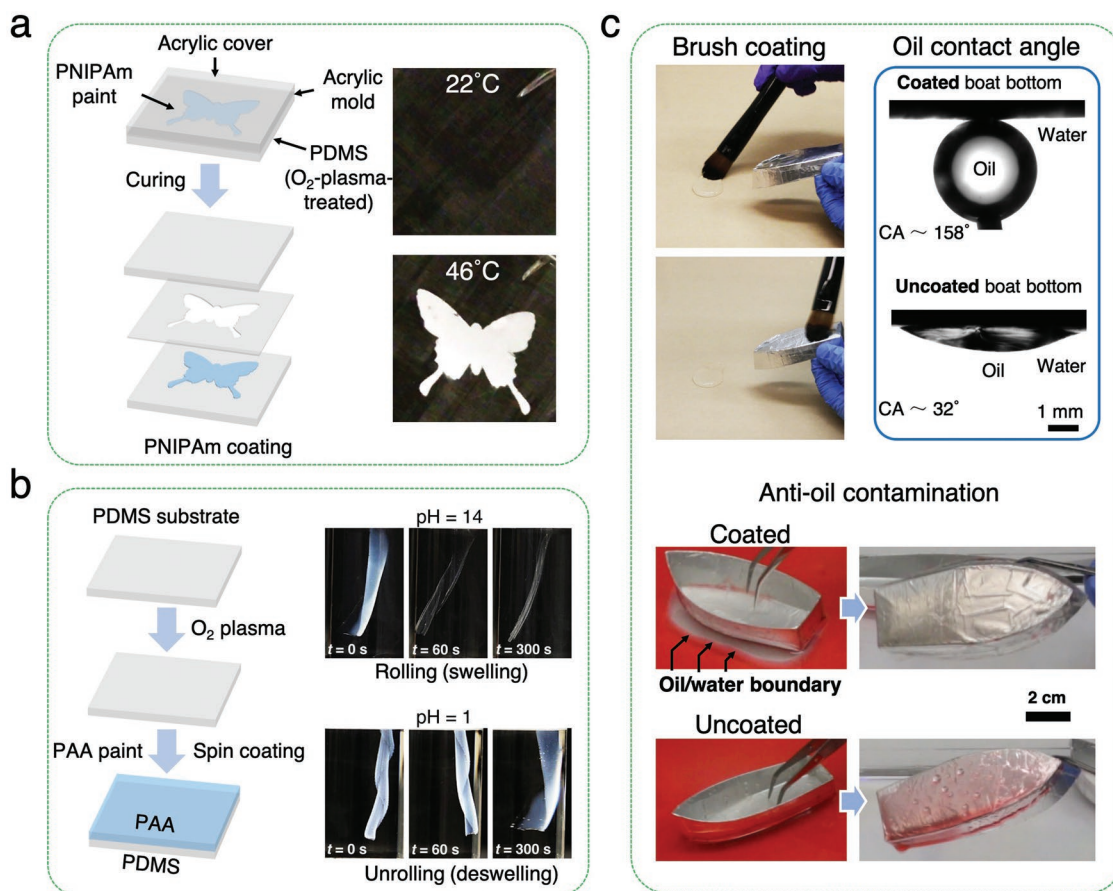 a
Acrylic cover
PNIPAm
paint
Acrylic
mold
PDMS
(O₂-plasma-
treated)
Curing
PNIPAm coating
22˚C
46˚C
b
PDMS substrate
O₂ plasma
PAA paint
Spin coating
PAA
PDMS
pH = 14
t = 0 s
t = 60 s
t = 300 s
Rolling (swelling)
pH = 1
t = 0 s
t = 60 s
t = 300 s
Unrolling (deswelling)
c
Brush coating
Oil contact angle
Coated boat bottom
Water
Oil
CA ~ 158˚
Uncoated boat bottom
Oil
Water
CA ~ 32˚
1 mm
Anti-oil contamination
Coated
Oil/water boundary
2 cm
Uncoated